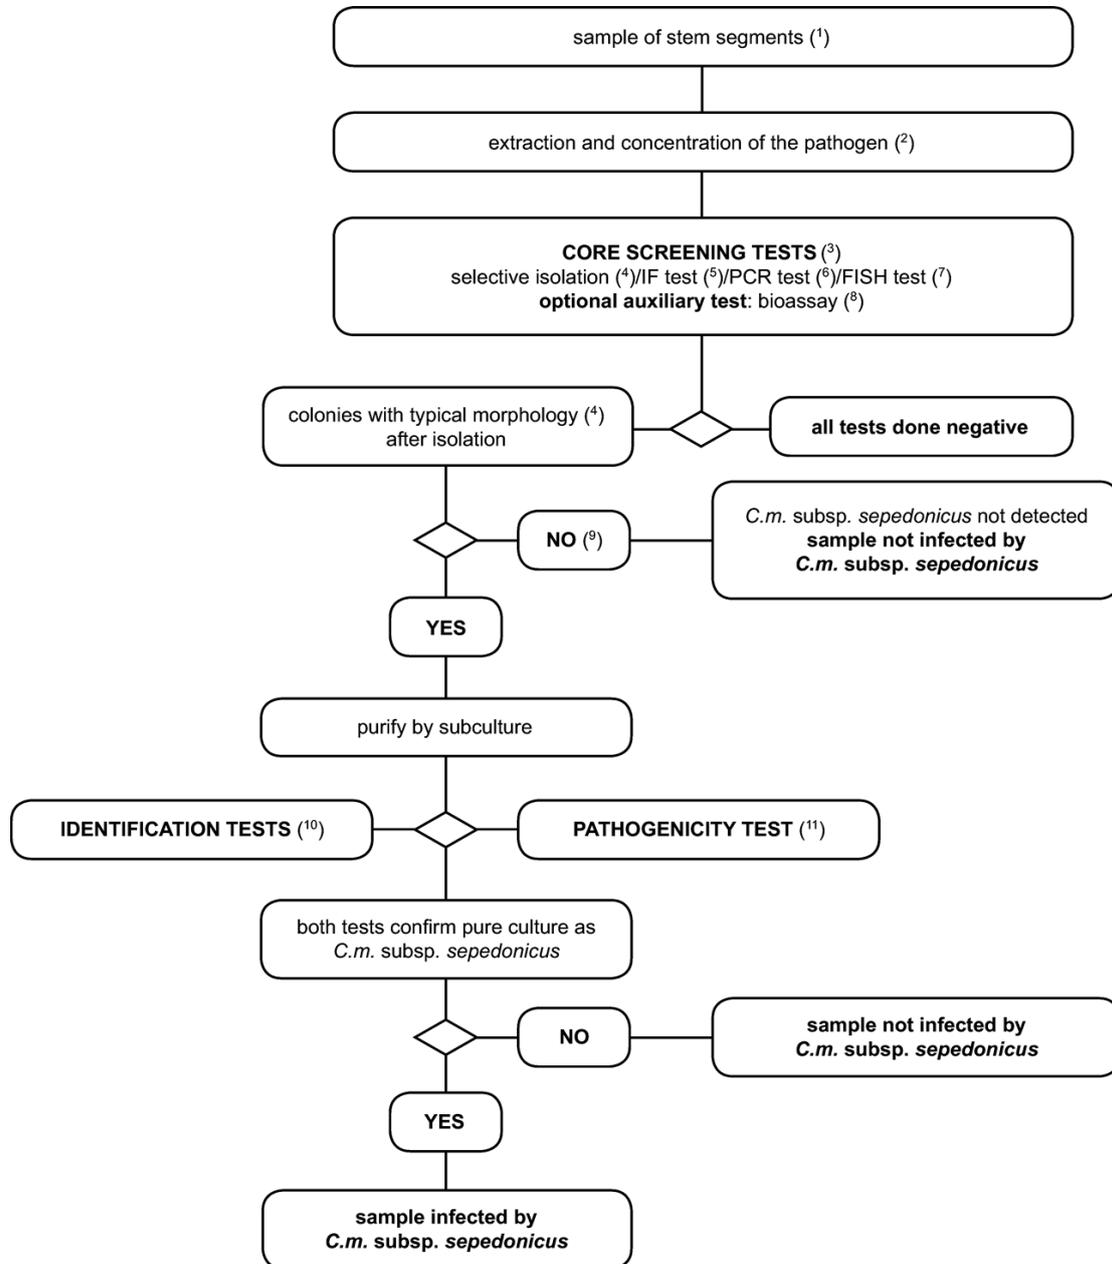 sample of stem segments (¹)
extraction and concentration of the pathogen (²)
CORE SCREENING TESTS (³)
selective isolation (⁴)/IF test (⁵)/PCR test (⁶)/FISH test (⁷)
optional auxiliary test: bioassay (⁸)
colonies with typical morphology (⁴)
after isolation
all tests done negative
NO (⁹)
C.m. subsp. sepedonicus not detected
sample not infected by
C.m. subsp. sepedonicus
YES
purify by subculture
IDENTIFICATION TESTS (¹⁰)
PATHOGENICITY TEST (¹¹)
both tests confirm pure culture as
C.m. subsp. sepedonicus
NO
sample not infected by
C.m. subsp. sepedonicus
YES
sample infected by
C.m. subsp. sepedonicus